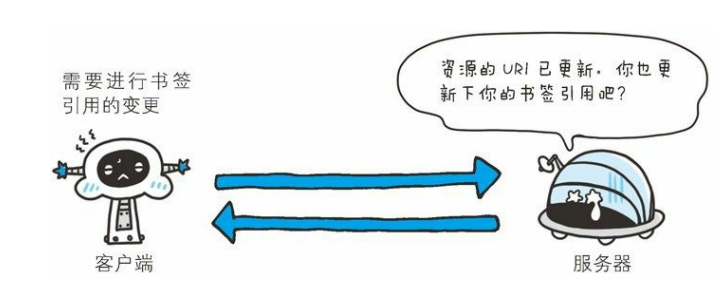 需要进行书签
引用的变更
资源的 URI 已更新. 你也更
新下你的书签引用吧?
客户端
服务器